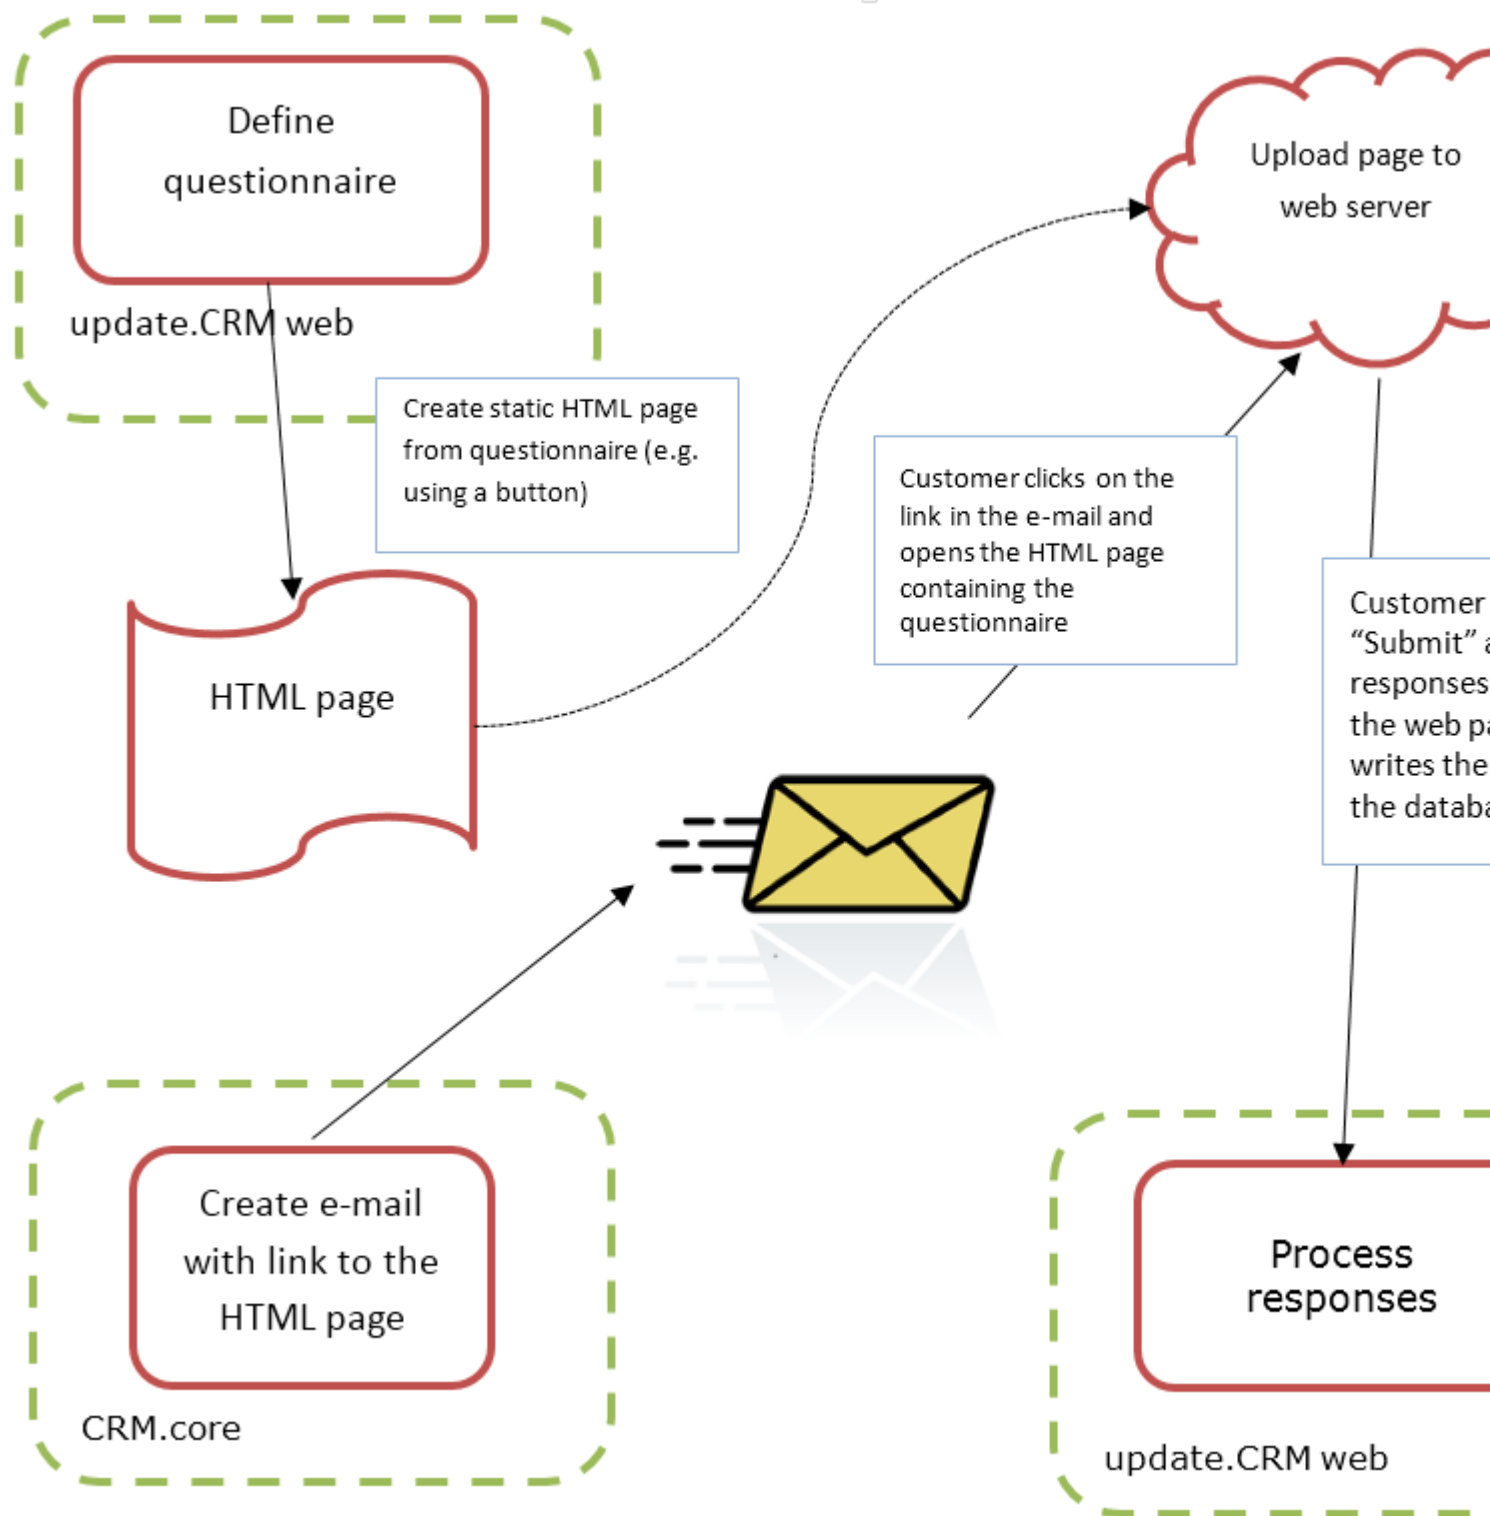 Define
questionnaire
update.CRM web
Create static HTML page
from questionnaire (e.g.
using a button)
Upload page to
web server
Customer clicks on the
link in the e-mail and
opens the HTML page
containing the
questionnaire
Customer
“Submit”
responses
the web
writes the
the
HTML page
Create e-mail
with link to the
HTML page
CRM.core
Process
responses
update.CRM web